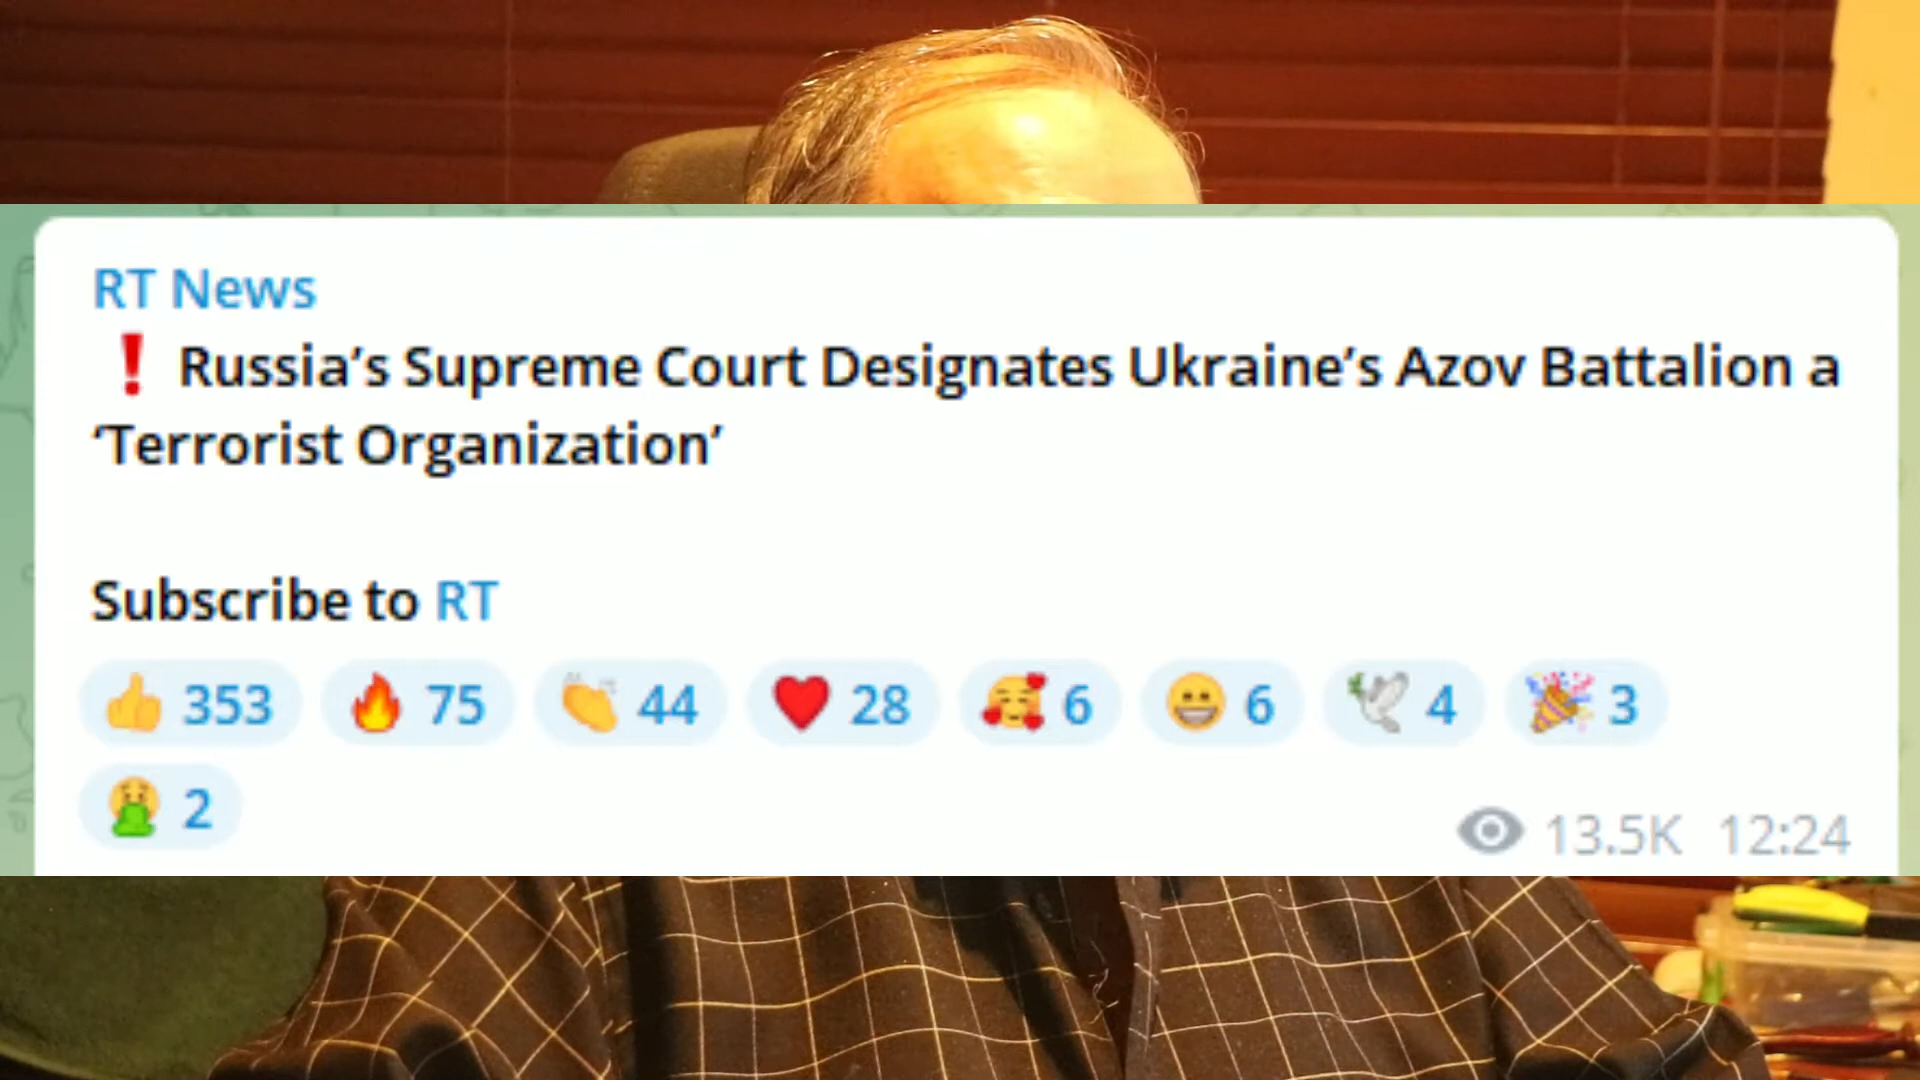 RT News
❗ Russia’s Supreme Court Designates Ukraine’s Azov Battalion a
‘Terrorist Organization’
Subscribe to RT
👍 353 🔥 75 👏 44 ❤️ 28 🥰 6 😀 6 🕊 4 🎉 3
🤮 2
13.5K 12:24